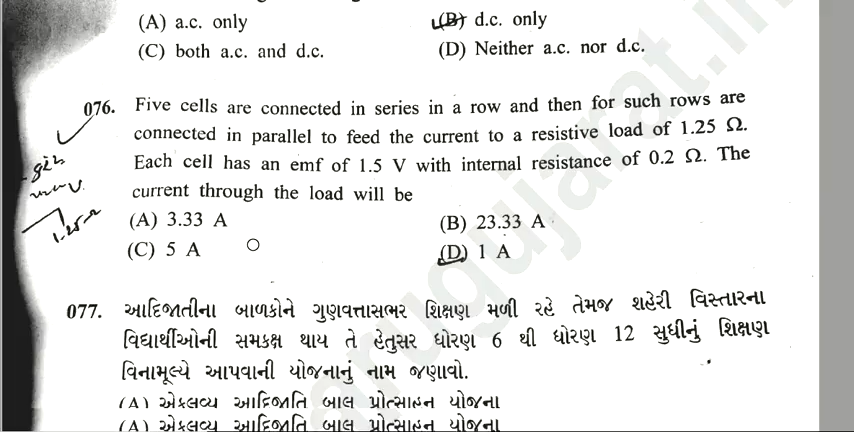 (A) a.c. only (B) d.c. only
(C) both a.c. and d.c. (D) Neither a.c. nor d.c.
076. Five cells are connected in series in a row and then for such rows are
connected in parallel to feed the current to a resistive load of 1.25 Ω.
Each cell has an emf of 1.5 V with internal resistance of 0.2 Ω. The
current through the load will be
(A) 3.33 A (B) 23.33 A
(C) 5 A (D) 1 A
077. આદિજાતીના બાળકોને ગુણવત્તાસભર શિક્ષણ મળી રહે તેમજ શહેરી વિસ્તારના
વિદ્યાર્થીઓની સમકક્ષ થાય તે હેતુસર ધોરણ 6 થી ધોરણ 12 સુધીનું શિક્ષણ
વિનામૂલ્યે આપવાની યોજનાનું નામ જણાવો.
(A) એકલવ્ય આદિજાતિ બાલ પ્રોત્સાહન યોજના
(A) એકલવ્ય આદિજાતિ બાલ પ્રોત્સાહન યોજના